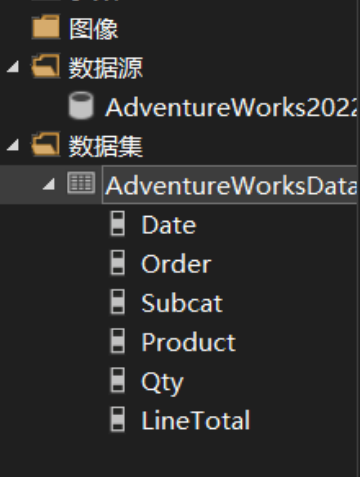 图像
数据源
AdventureWorks2022
数据集
AdventureWorksData
Date
Order
Subcat
Product
Qty
LineTotal